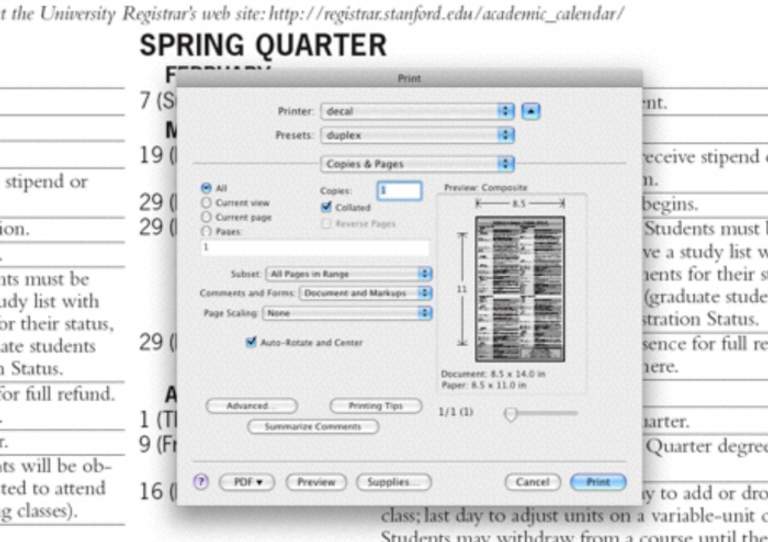 t the University Registrar's web site: http://registrar.stanford.edu/academic_calendar/
SPRING QUARTER
FEBRUARY
Print
7 (S
nt.
Printer: decal
Presets: duplex
19 (
receive stipend
stipend or
Copies & Pages
m.
All
Copies: 1
Preview: Composite
29 (
Current view
Collated
8.5
begins.
Current page
Reverse Pages
ion.
29 (
Pages:
Students must
1
ve a study list w
nts must be
Subset: All Pages in Range
ents for their s
udy list with
Comments and Forms: Document and Markups
11
(graduate stude
or their status,
Page Scaling: None
stration Status.
ate students
29 (
Auto-Rotate and Center
sence for full re
n Status.
here.
Document: 8.5 x 14.0 in
Paper: 8.5 x 11.0 in
for full refund.
A
Advanced...
Printing Tips
1/1 (1)
1 (T
uarter.
Summarize Comments
r.
9 (Fr
Quarter degree
ts will be ob-
ted to attend
? PDF Preview Supplies... Cancel Print
16 (
y to add or dro
g classes).
class; last day to adjust units on a variable-unit c
Students may withdraw from a course until the